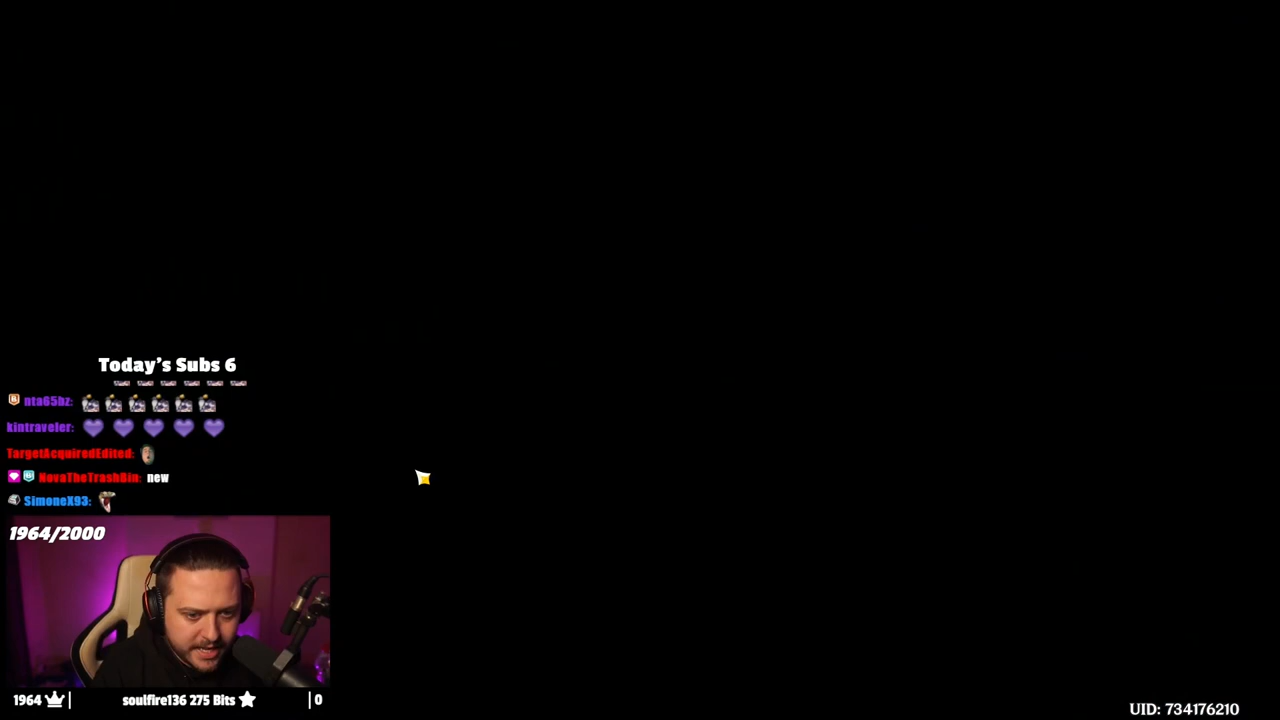 Today's Subs 6
nta65hz:
kintraveler:
TargetAcquiredEdited:
NovaTheTrashBin: new
SimoneX93:
1964/2000
1964 | soulfire136 275 Bits | 0
UID: 734176210